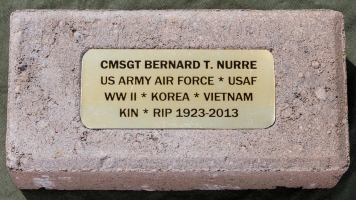 CMSGT BERNARD T. NURRE
US ARMY AIR FORCE * USAF
WW II * KOREA * VIETNAM
KIN * RIP 1923-2013